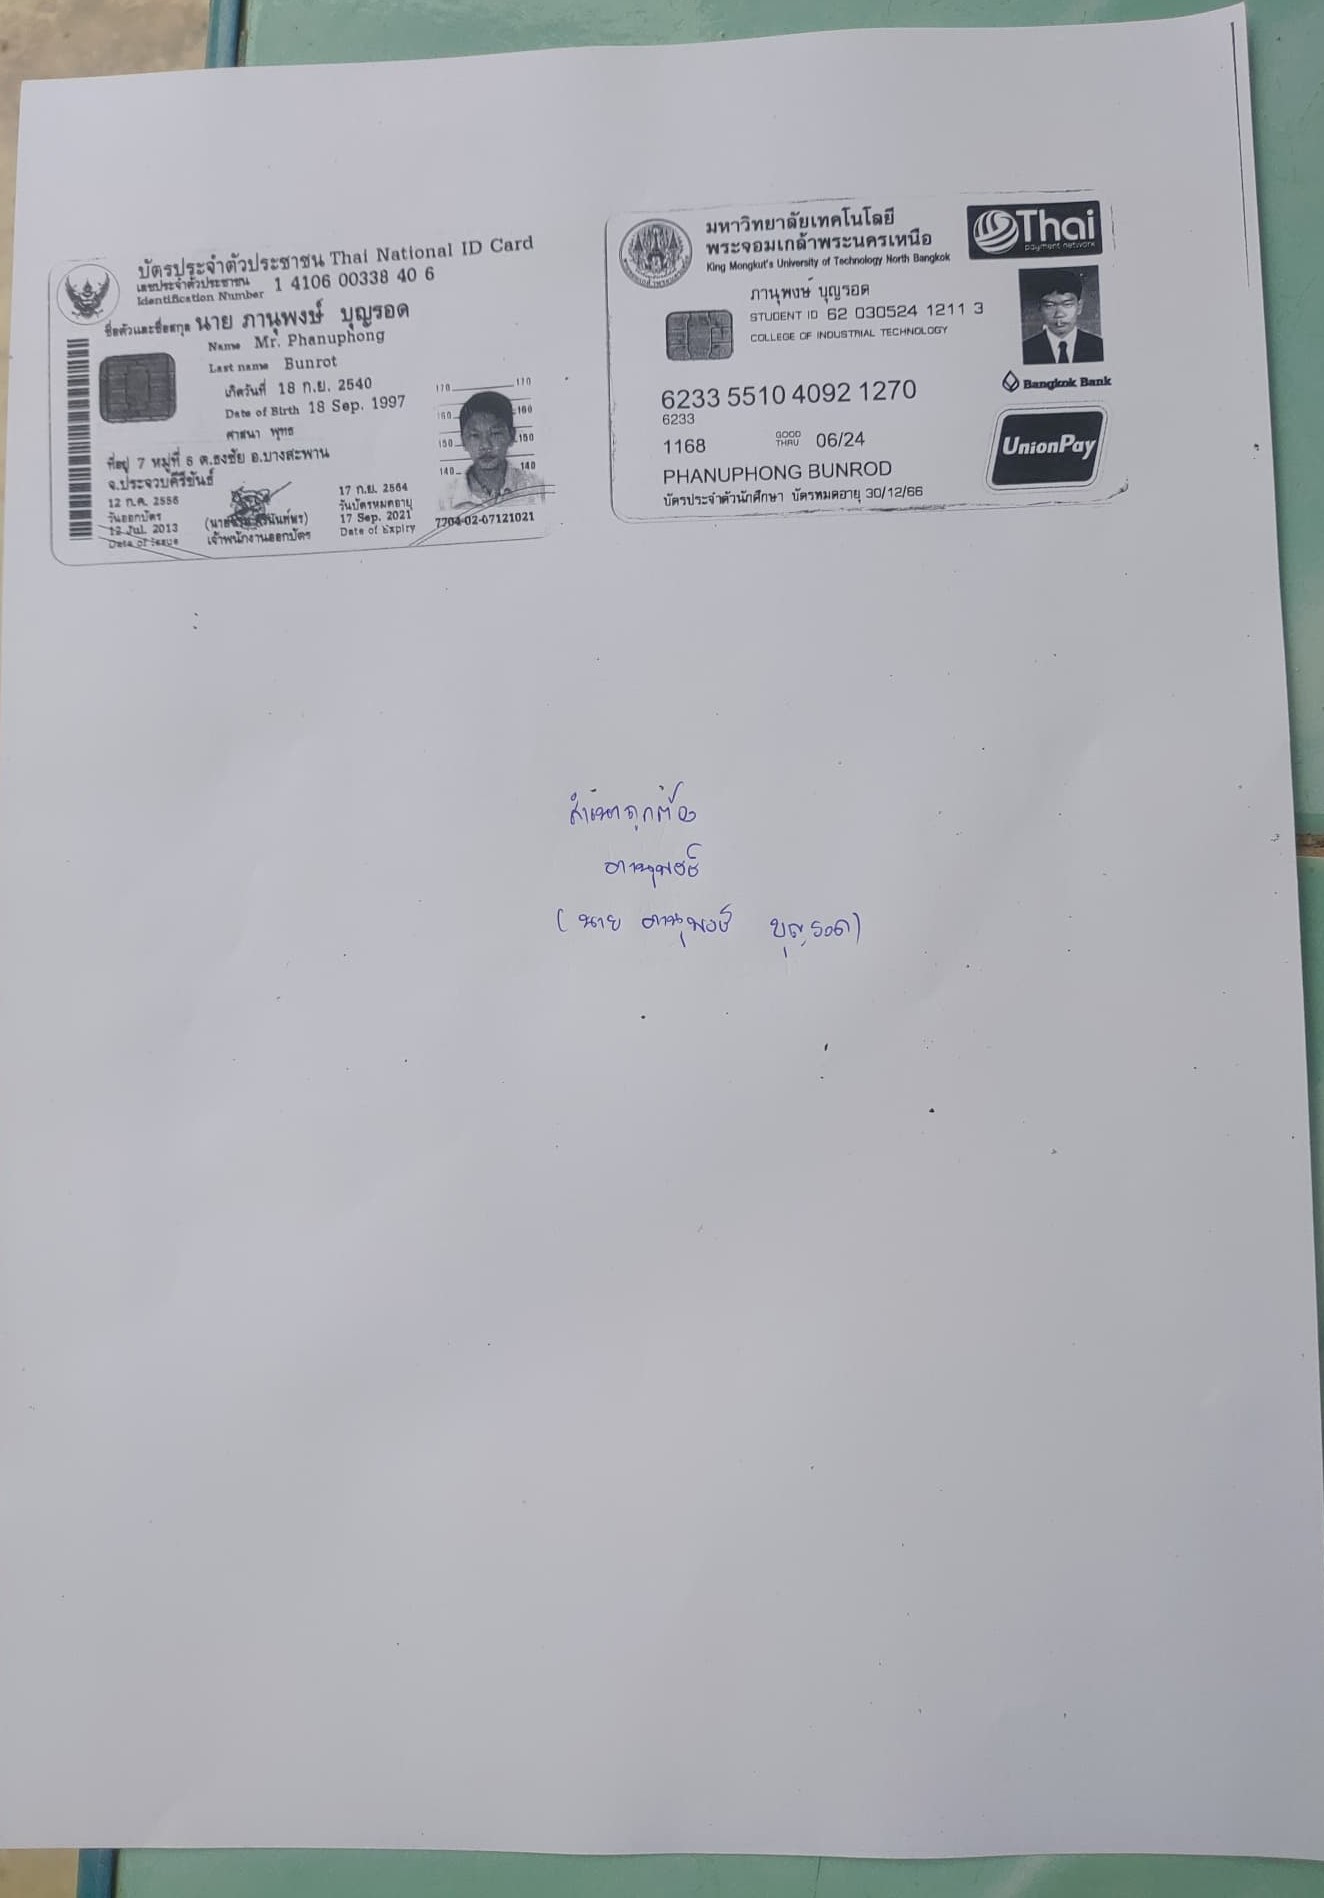 บัตรประจำตัวประชาชน Thai National ID Card
เลขประจำตัวประชาชน
Identification Number 1 4106 00338 40 6
ชื่อตัวและชื่อสกุล นาย ภานุพงษ์ บุญรอด
Name Mr. Phanuphong
Last name Bunrot
เกิดวันที่ 18 ก.ย. 2540
Date of Birth 18 Sep. 1997
ศาสนา พุทธ
ที่อยู่ 7 หมู่ที่ 6 ต.ธงชัย อ.บางสะพาน
จ.ประจวบคีรีขันธ์
12 ก.ค. 2556
วันออกบัตร
12 Jul. 2013
Date of Issue
เจ้าพนักงานออกบัตร
17 ก.ย. 2564
วันบัตรหมดอายุ
17 Sep. 2021
Date of Expiry
170 170
160 160
150 150
140 140
7704-02-07121021
มหาวิทยาลัยเทคโนโลยี
พระจอมเกล้าพระนครเหนือ
King Mongkut's University of Technology North Bangkok
Thai
payment network
ภานุพงษ์ บุญรอด
STUDENT ID 62 030524 1211 3
COLLEGE OF INDUSTRIAL TECHNOLOGY
Bangkok Bank
6233 5510 4092 1270
6233
1168 GOOD THRU 06/24
UnionPay
PHANUPHONG BUNROD
บัตรประจำตัวนักศึกษา บัตรหมดอายุ 30/12/66
สำเนาถูกต้อง
ภานุพงษ์
(นาย ภานุพงษ์ บุญรอด)